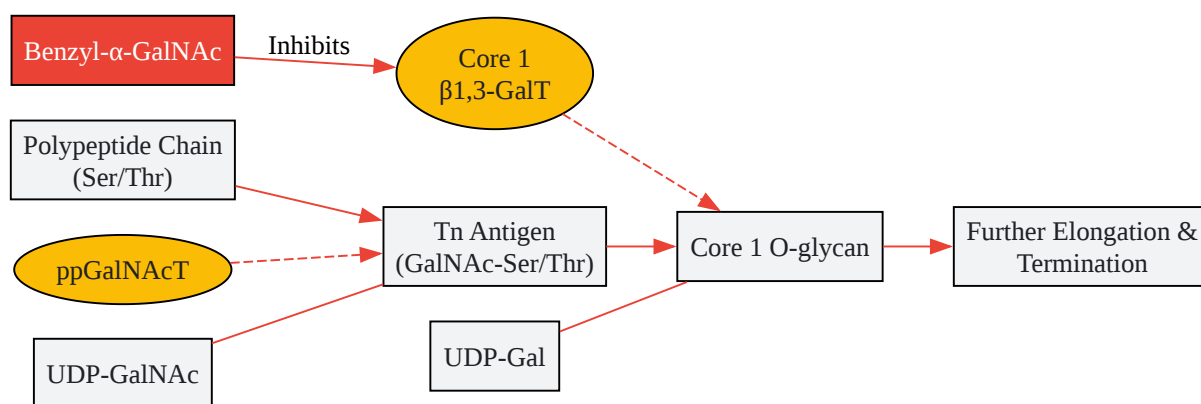 Benzyl-α-GalNAc
Inhibits
Core 1
β1,3-GalT
Polypeptide Chain
(Ser/Thr)
ppGalNAcT
UDP-GalNAc
Tn Antigen
(GalNAc-Ser/Thr)
UDP-Gal
Core 1 O-glycan
Further Elongation &
Termination